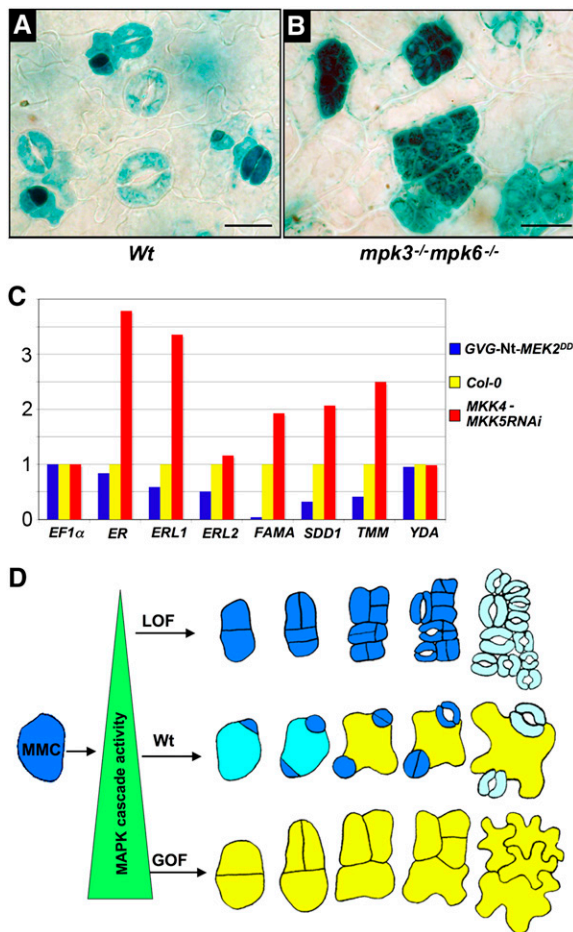 A
B
Wt
mpk3-/-mpk6-/-
C
3
2
1
0
EF1α ER ERL1 ERL2 FAMA SDD1 TMM YDA
GVG-Nt-MEK2DD
Col-0
MKK4 -
MKK5RNAi
D
LOF
MMC
Wt
MAPK cascade activity
GOF